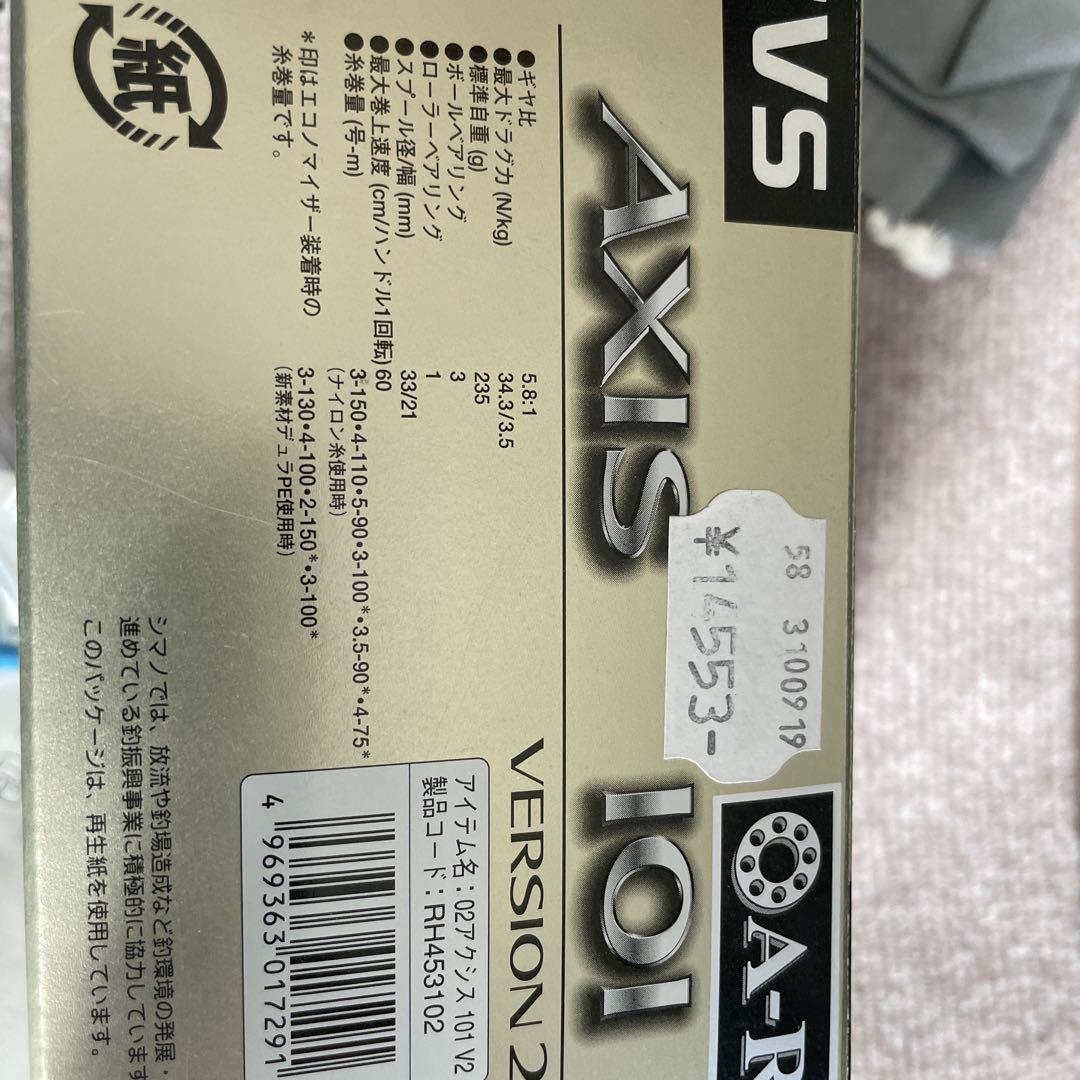 VS
AXIS 101
¥14553-
58 3100919
A-R
VERSION 2
●ギヤ比 5.8:1
●最大ドラグ力 (N/kg) 34.3/3.5
●標準自重 (g) 235
●ボールベアリング 3
●ローラーベアリング 1
●スプール径/幅 (mm) 33/21
●最大巻上速度 (cm/ハンドル1回転) 60
●糸巻量 (号-m) 3-150•4-110•5-90•3-100*•3.5-90*•4-75*
(ナイロン糸使用時)
3-130•4-100•2-150*•3-100*
(新素材デュラPE使用時)
*印はエコノマイザー装着時の
糸巻量です。
紙
アイテム名:02アクシス 101 V2
製品コード:RH453102
4 969363 017291
シマノでは、放流や釣場造成など釣環境の発展・
進めている釣振興事業に積極的に協力しています
このパッケージは、再生紙を使用しています。